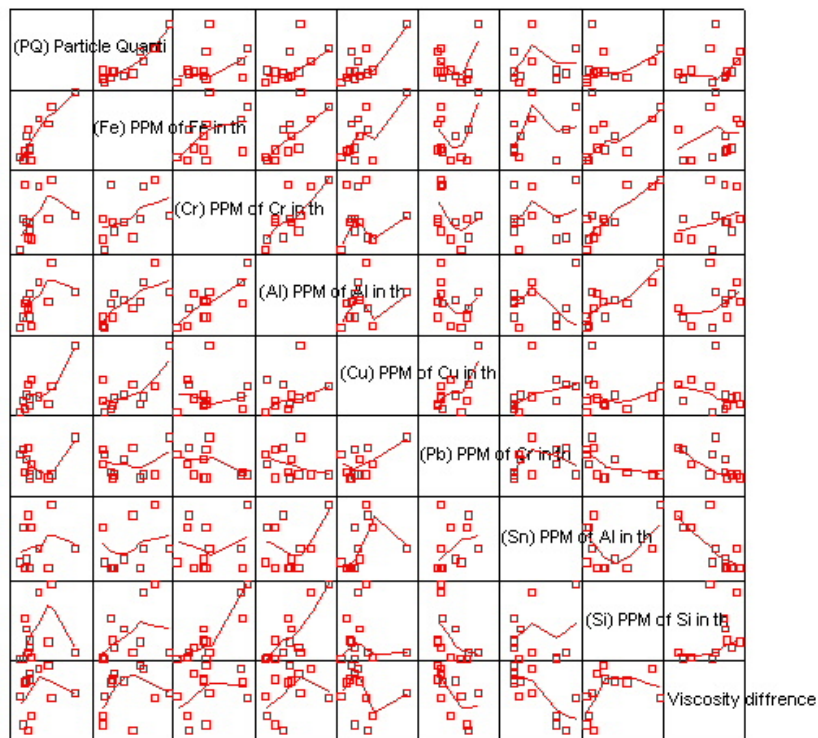 (PQ) Particle Quanti
(Fe) PPM of Fe in th
(Cr) PPM of Cr in th
(Al) PPM of Al in th
(Cu) PPM of Cu in th
(Pb) PPM of Cr in th
(Sn) PPM of Al in th
(Si) PPM of Si in th
Viscosity diffrence